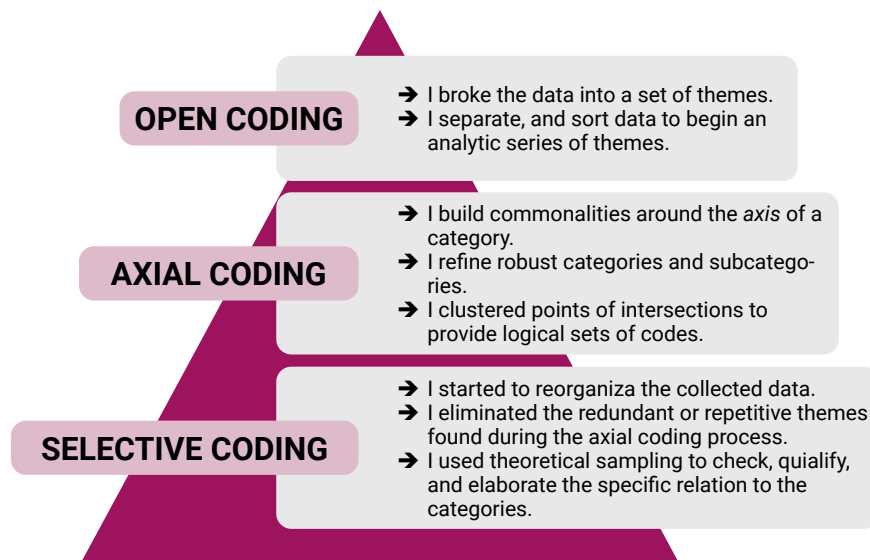 OPEN CODING
➔ I broke the data into a set of themes.
➔ I separate, and sort data to begin an
analytic series of themes.
AXIAL CODING
➔ I build commonalities around the axis of a
category.
➔ I refine robust categories and subcatego-
ries.
➔ I clustered points of intersections to
provide logical sets of codes.
SELECTIVE CODING
➔ I started to reorganiza the collected data.
➔ I eliminated the redundant or repetitive themes
found during the axial coding process.
➔ I used theoretical sampling to check, quialify,
and elaborate the specific relation to the
categories.